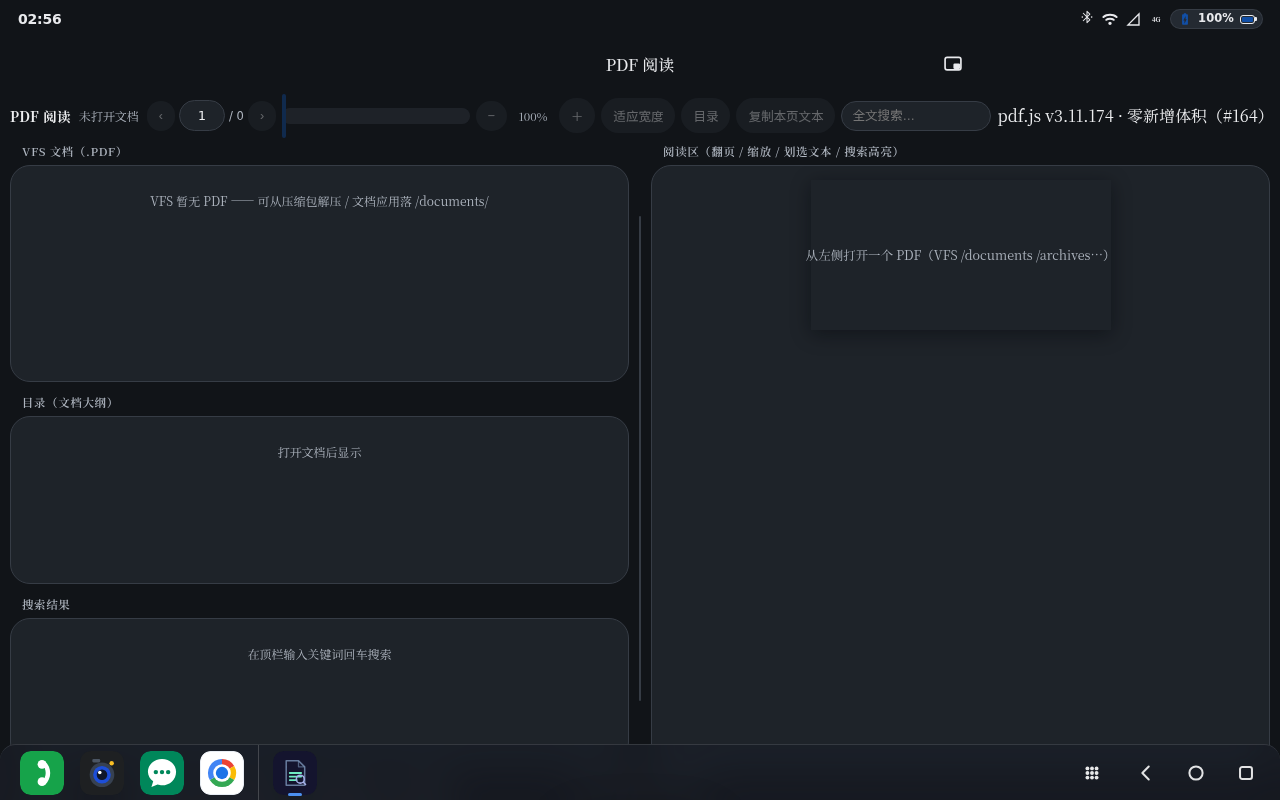 02:56
4G
100%
PDF 阅读
PDF 阅读 未打开文档 ‹ 1 / 0 › − 100% + 适应宽度 目录 复制本页文本 全文搜索… pdf.js v3.11.174 · 零新增体积（#164）
VFS 文档（.PDF）
VFS 暂无 PDF —— 可从压缩包解压 / 文档应用落 /documents/
目录（文档大纲）
打开文档后显示
搜索结果
在顶栏输入关键词回车搜索
阅读区（翻页 / 缩放 / 划选文本 / 搜索高亮）
从左侧打开一个 PDF（VFS /documents /archives…）